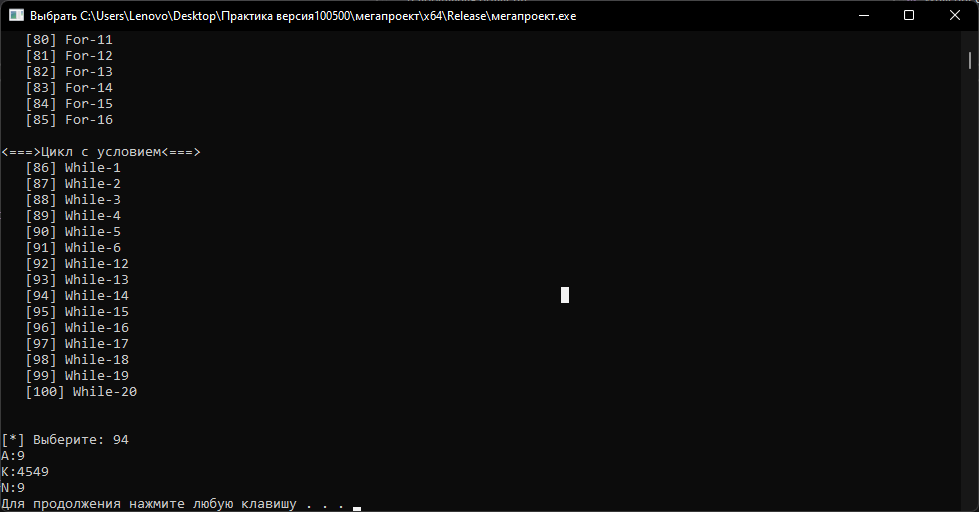 Выбрать C:\Users\Lenovo\Desktop\Практика версия100500\мегапроект\x64\Release\мегапроект.exe
[80] For-11
[81] For-12
[82] For-13
[83] For-14
[84] For-15
[85] For-16
<===>Цикл с условием<===>
[86] While-1
[87] While-2
[88] While-3
[89] While-4
[90] While-5
[91] While-6
[92] While-12
[93] While-13
[94] While-14
[95] While-15
[96] While-16
[97] While-17
[98] While-18
[99] While-19
[100] While-20
[*] Выберите: 94
A:9
K:4549
N:9
Для продолжения нажмите любую клавишу . . .